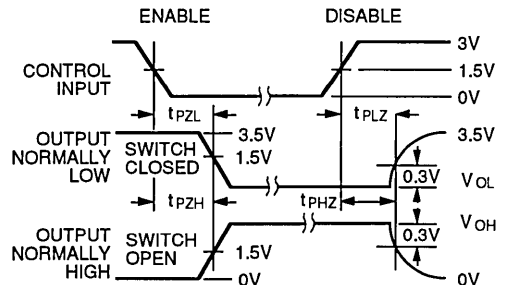 ENABLE DISABLE
3V
CONTROL INPUT 1.5V
0V
tPZL tPLZ
OUTPUT NORMALLY LOW
SWITCH CLOSED
3.5V
1.5V
3.5V
0.3V
VOL
tPZH tPHZ
VOH
0.3V
OUTPUT NORMALLY HIGH
SWITCH OPEN
1.5V
0V
0V